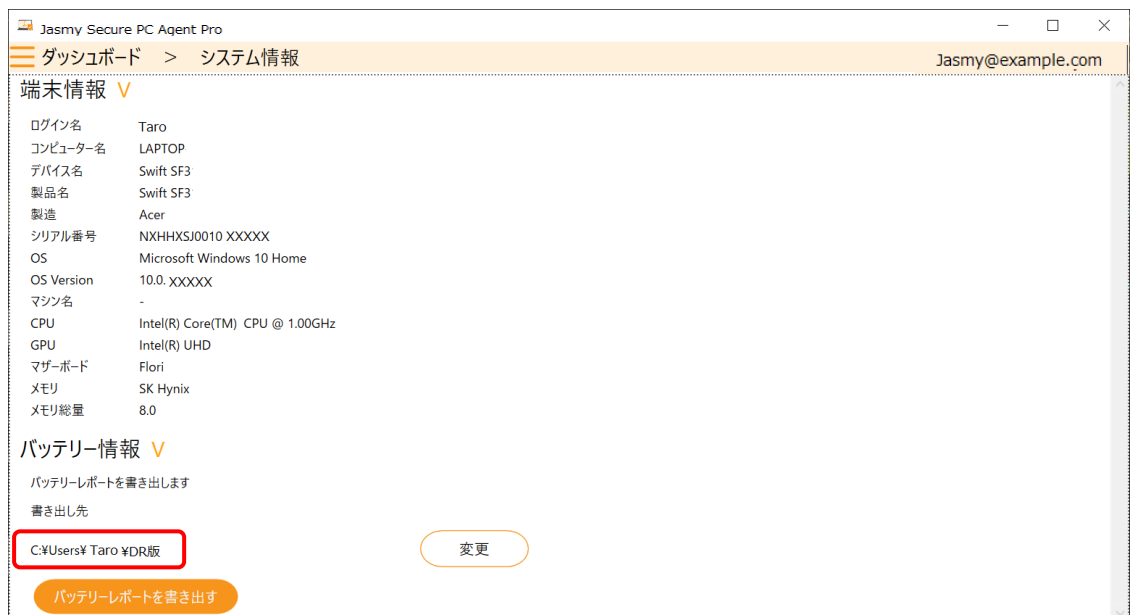 Jasmy Secure PC Agent Pro
ダッシュボード > システム情報
Jasmy@example.com
端末情報 V
ログイン名 Taro
コンピューター名 LAPTOP
デバイス名 Swift SF3
製品名 Swift SF3
製造 Acer
シリアル番号 NXHHXSJ0010 XXXXX
OS Microsoft Windows 10 Home
OS Version 10.0. XXXXX
マシン名 -
CPU Intel(R) Core(TM) CPU @ 1.00GHz
GPU Intel(R) UHD
マザーボード Flori
メモリ SK Hynix
メモリ総量 8.0
バッテリー情報 V
バッテリーレポートを書き出します
書き出し先
C:¥Users¥ Taro ¥DR版
変更
バッテリーレポートを書き出す